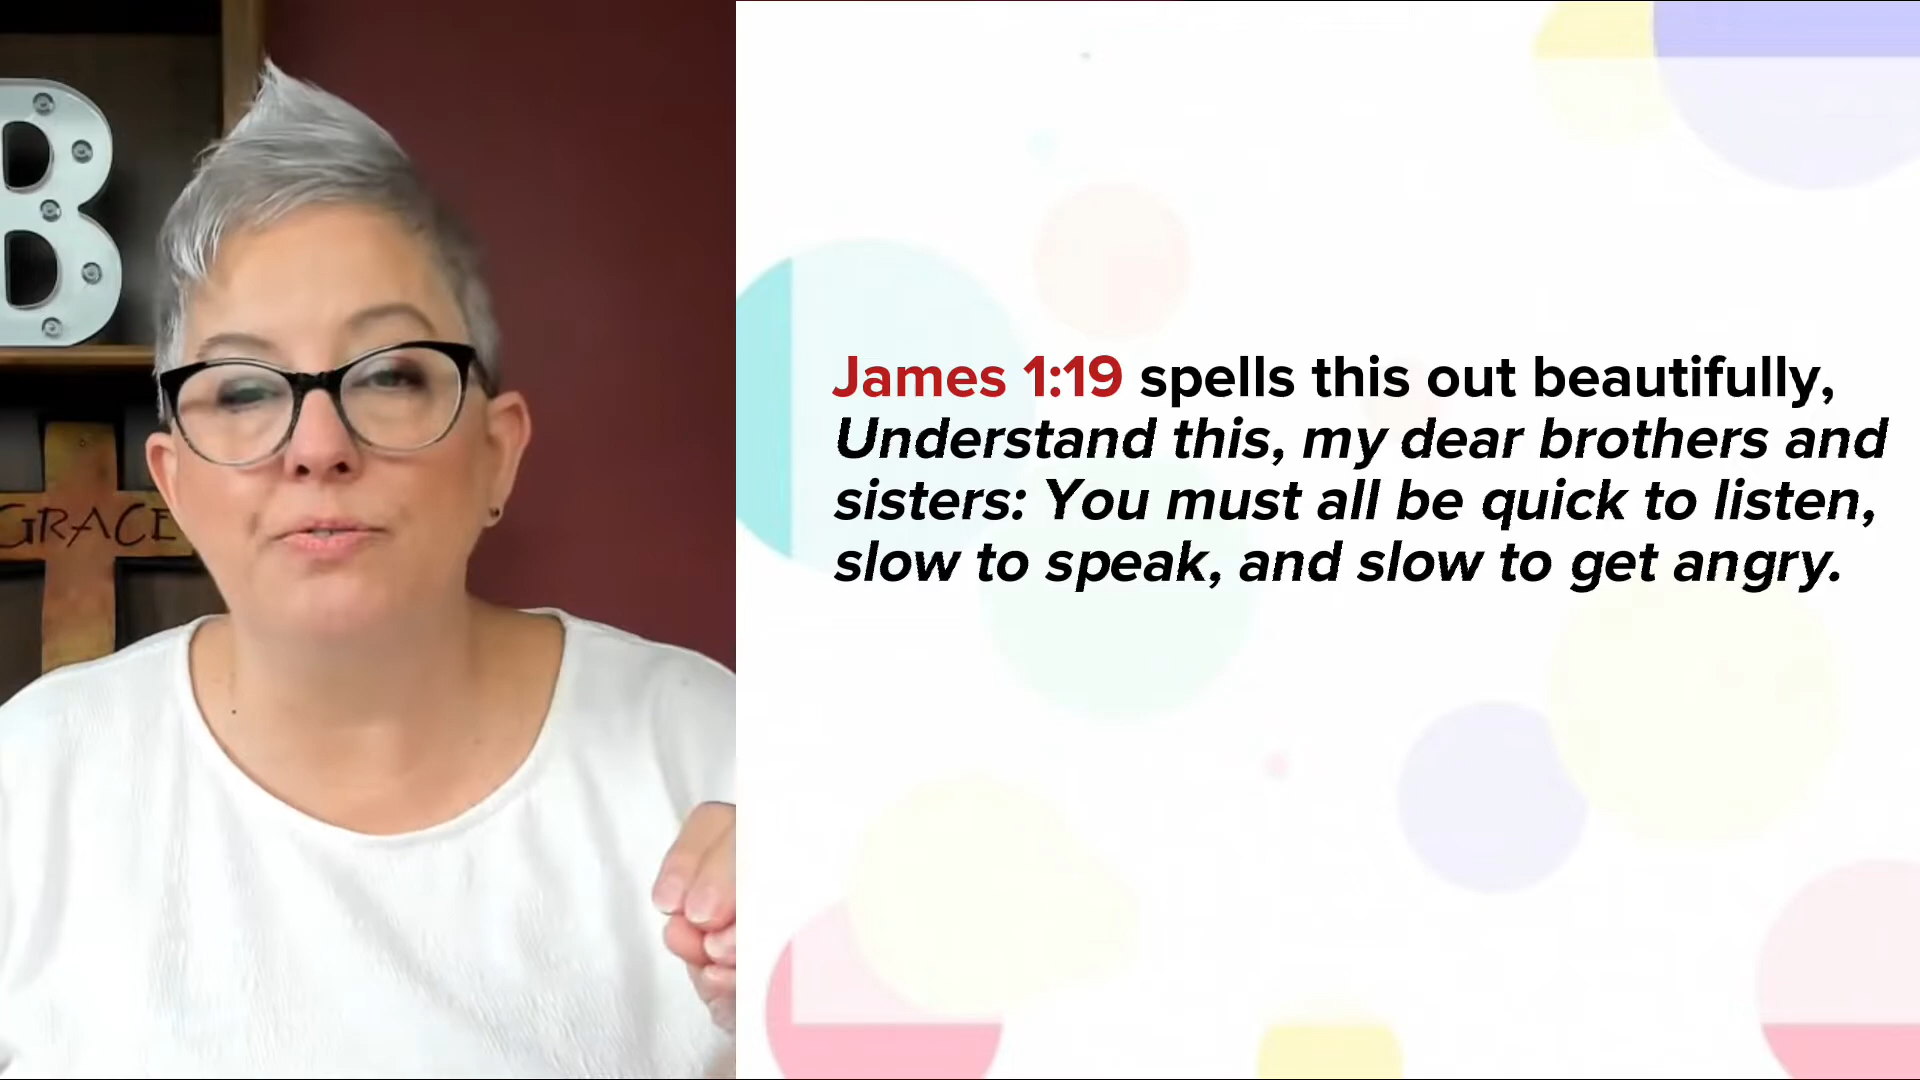 B
GRACE
James 1:19 spells this out beautifully,
Understand this, my dear brothers and
sisters: You must all be quick to listen,
slow to speak, and slow to get angry.